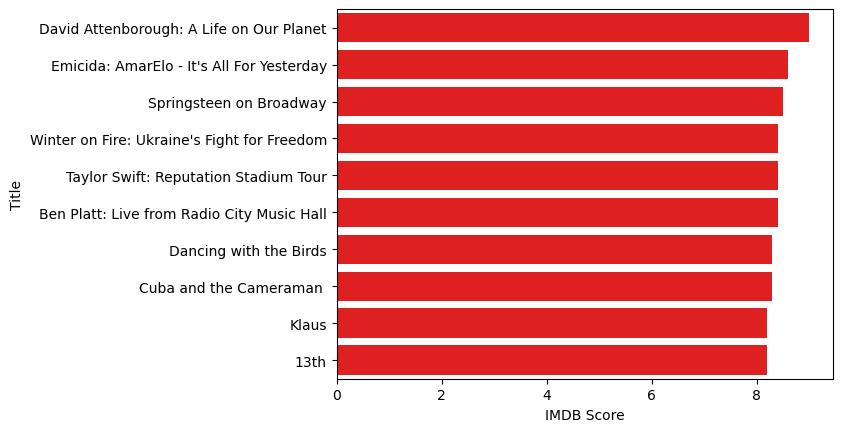 David Attenborough: A Life on Our Planet
Emicida: AmarElo - It's All For Yesterday
Springsteen on Broadway
Winter on Fire: Ukraine's Fight for Freedom
Taylor Swift: Reputation Stadium Tour
Ben Platt: Live from Radio City Music Hall
Dancing with the Birds
Cuba and the Cameraman
Klaus
13th
Title
0 2 4 6 8
IMDB Score